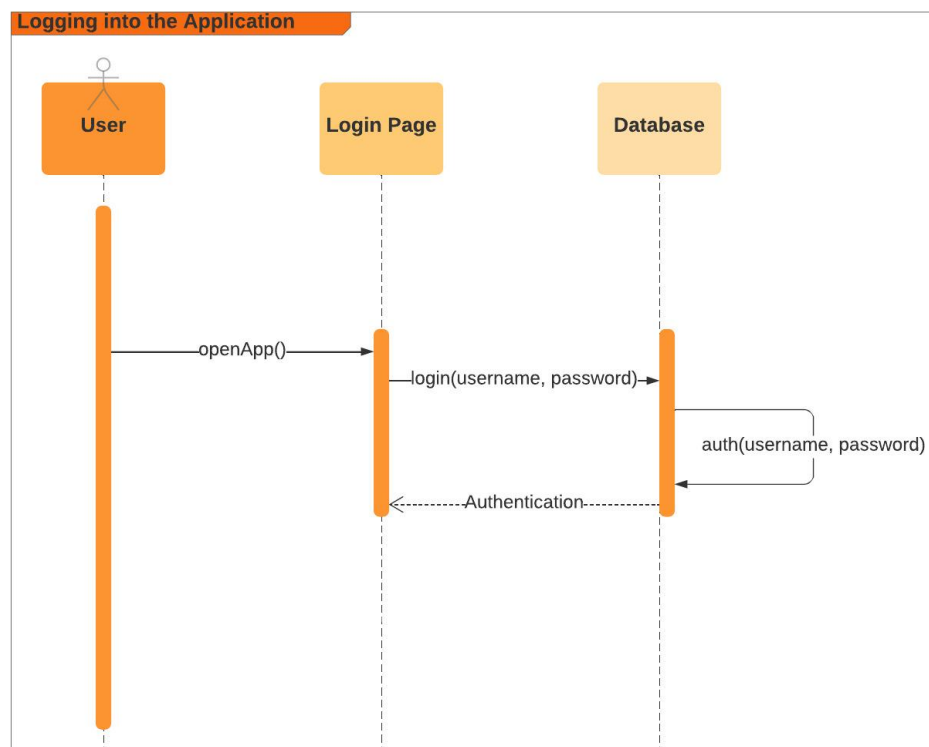 Logging into the Application
User
Login Page
Database
openApp()
login(username, password)
auth(username, password)
Authentication